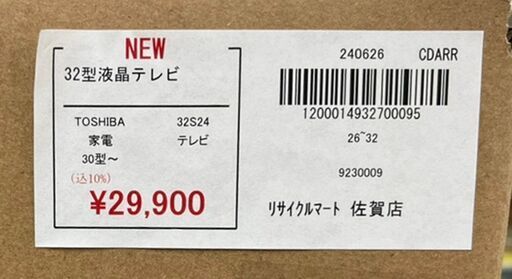 NEW
32型液晶テレビ
TOSHIBA 32S24
家電 テレビ
30型～
(込10%)
¥29,900
240626 CDARR
1200014932700095
26~32
9230009
リサイクルマート 佐賀店